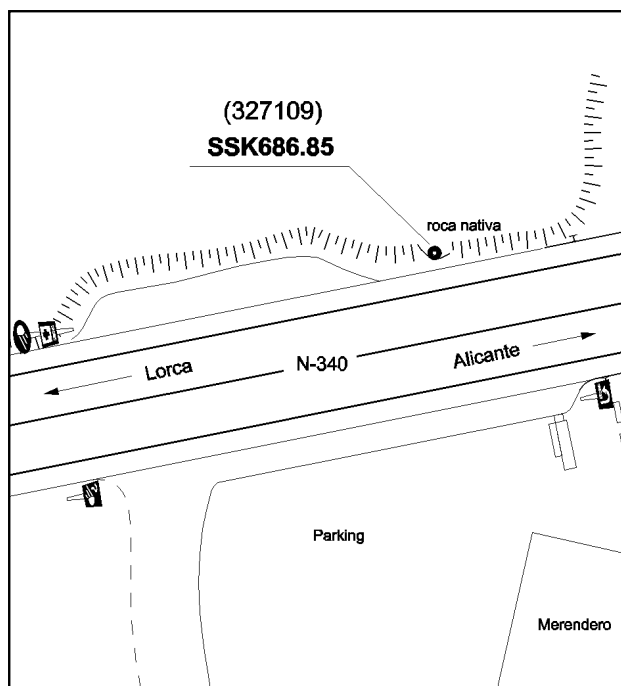 (327109)
SSK686.85
roca nativa
Lorca
N-340
Alicante
Parking
Merendero